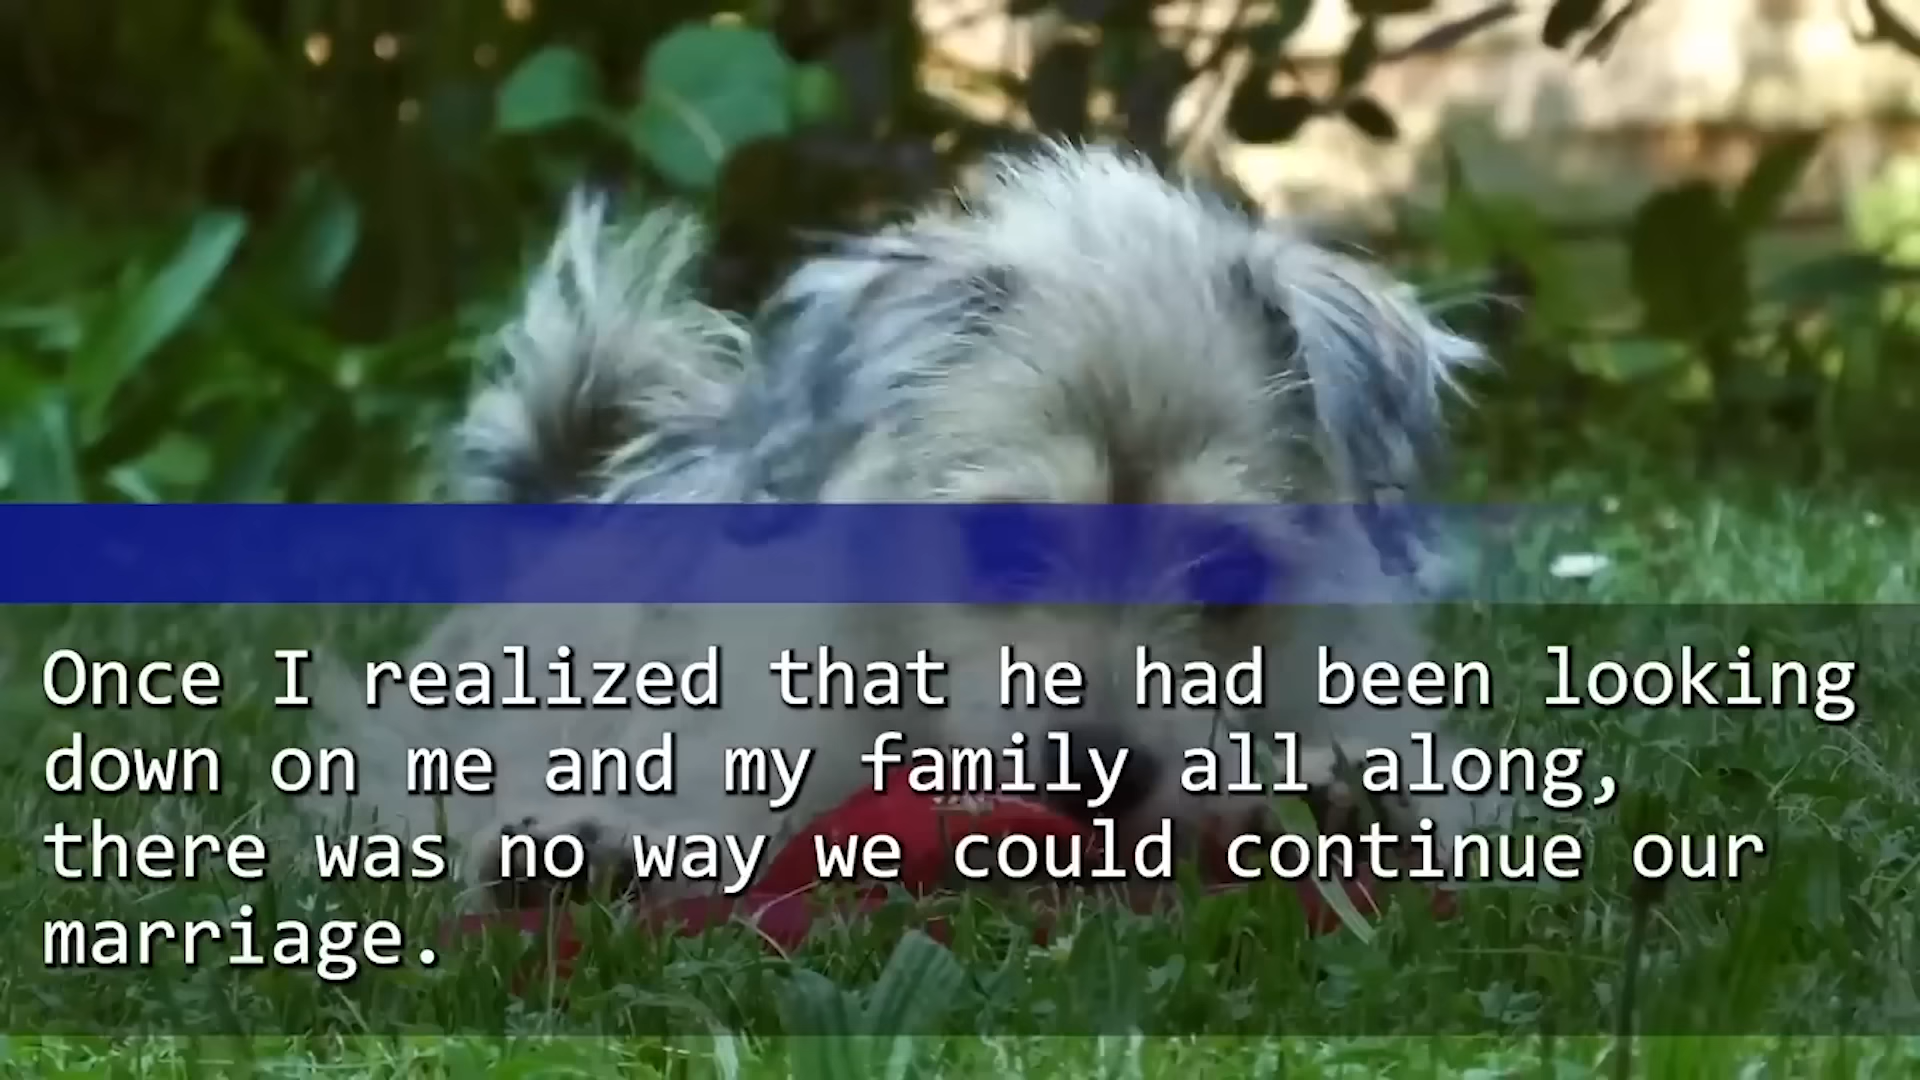 Once I realized that he had been looking
down on me and my family all along,
there was no way we could continue our
marriage.